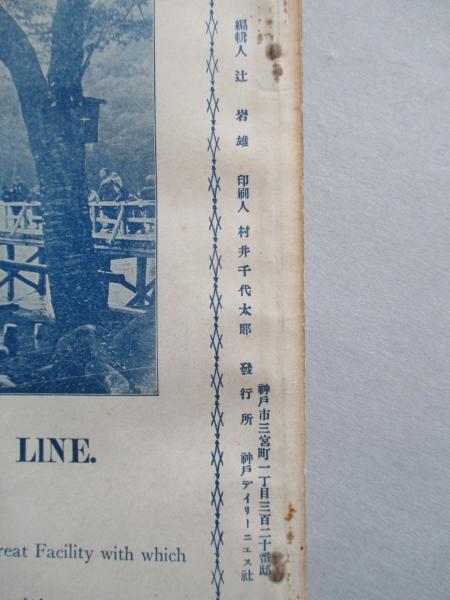 編輯人 辻岩雄 印刷人 村井千代太郎 發行所 神戸デイリーニュス社
神戸市三宮町一丁目三百二十番邸
LINE.
reat Facility with which